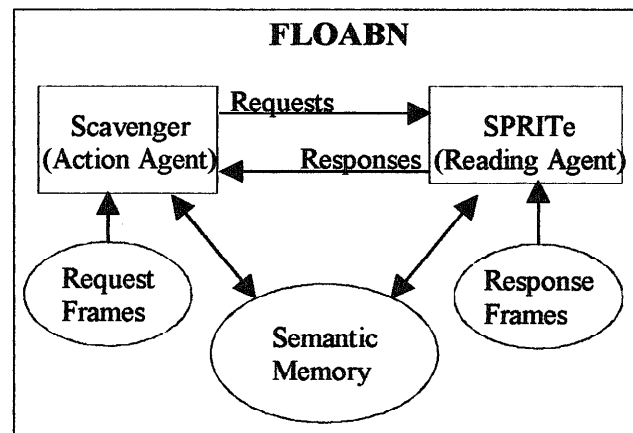 FLOABN
Scavenger
(Action Agent)
Requests
Responses
SPRITe
(Reading Agent)
Request
Frames
Semantic
Memory
Response
Frames